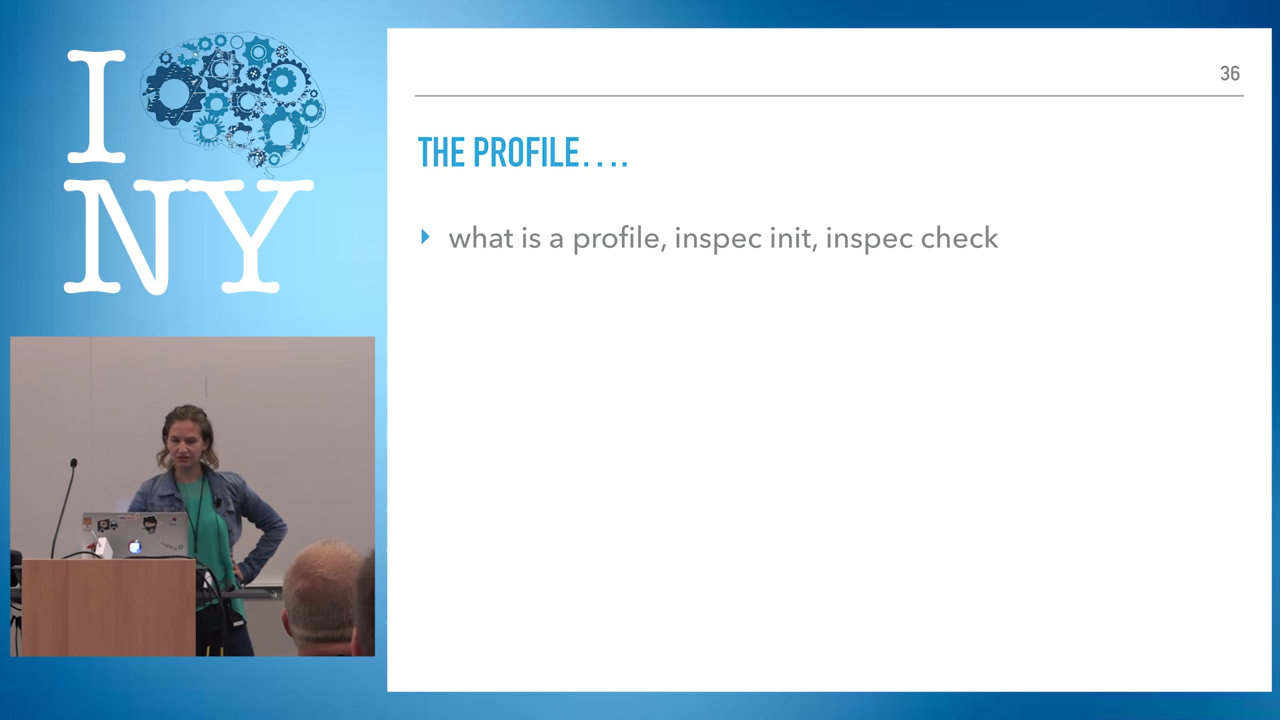 I
NY
36
THE PROFILE....
what is a profile, inspec init, inspec check